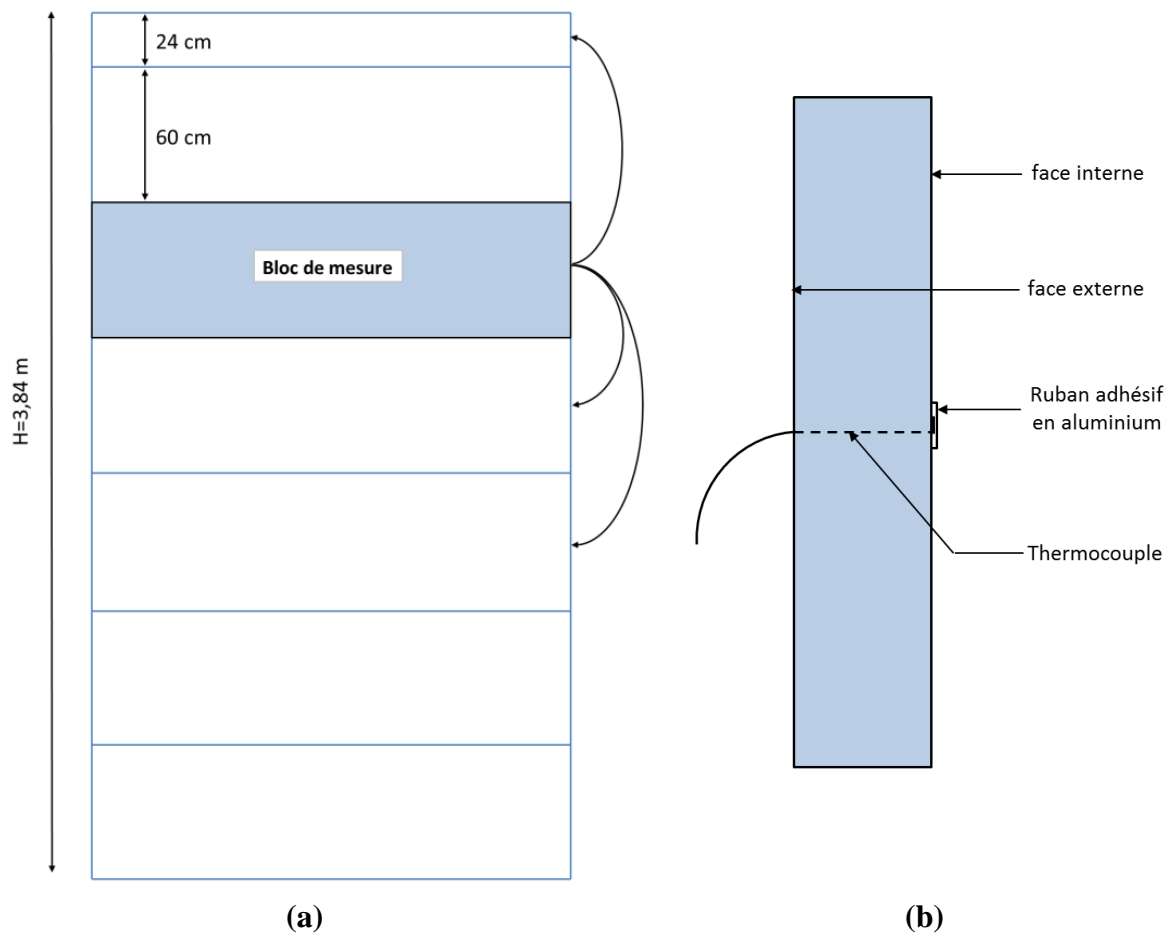 24 cm
60 cm
Bloc de mesure
H=3,84 m
(a)
face interne
face externe
Ruban adhésif
en aluminium
Thermocouple
(b)